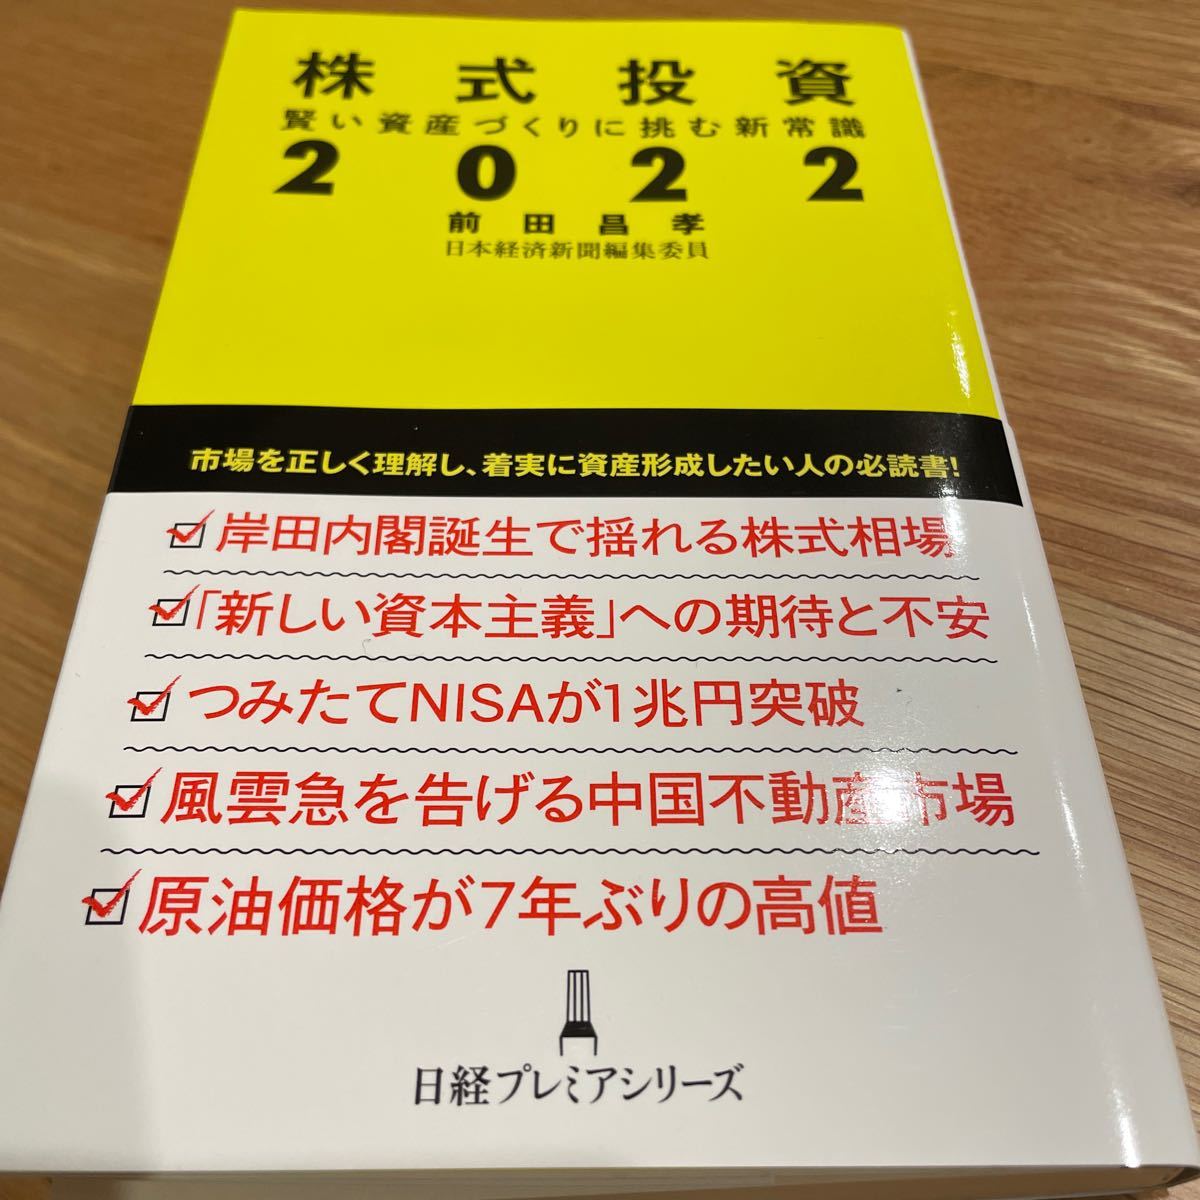 株式投資
賢い資産づくりに挑む新常識
2022
前田昌孝
日本経済新聞編集委員
市場を正しく理解し、着実に資産形成したい人の必読書!
岸田内閣誕生で揺れる株式相場
「新しい資本主義」への期待と不安
つみたてNISAが1兆円突破
風雲急を告げる中国不動産市場
原油価格が7年ぶりの高値
日経プレミアシリーズ